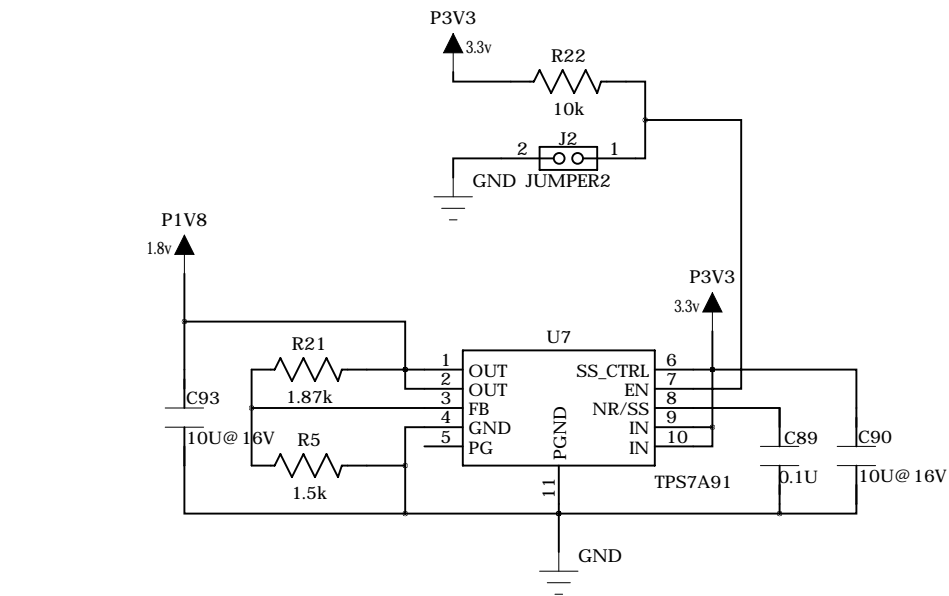 P3V3
3.3v
R22
10k
J2
2 1
GND JUMPER2
P1V8
1.8v
P3V3
3.3v
U7
R21
1.87k
1 OUT
2 OUT
3 FB
4 GND
5 PG
SS_CTRL 6
EN 7
NR/SS 8
IN 9
IN 10
PGND
11
TPS7A91
C93
10U@16V
R5
1.5k
C89
0.1U
C90
10U@16V
GND